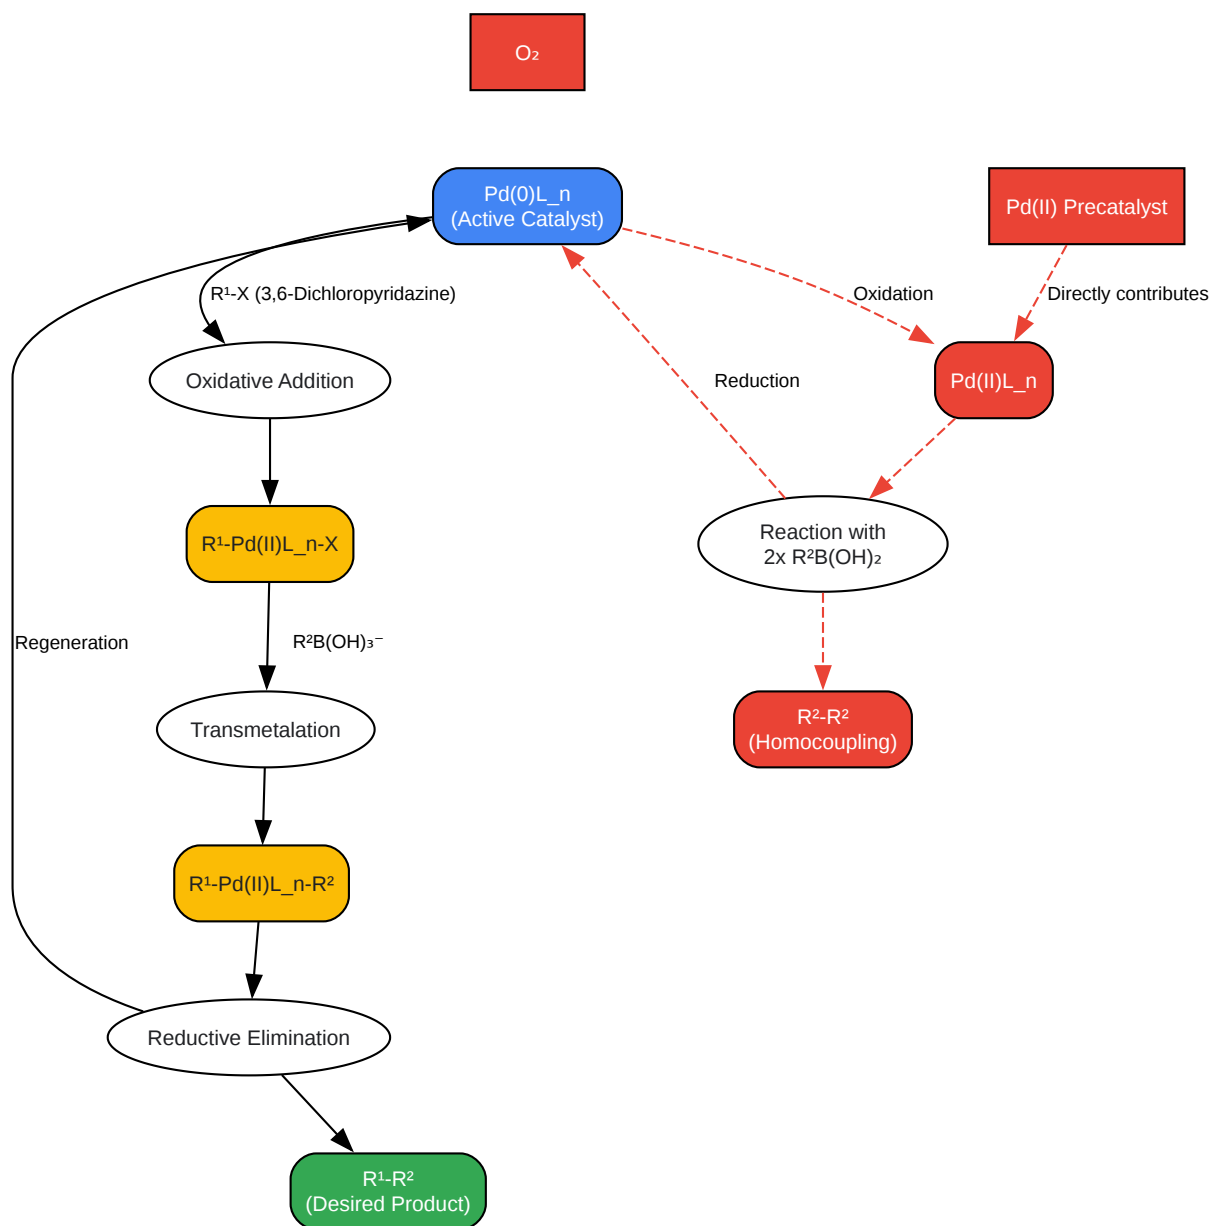 O₂
Pd(0)L_n
(Active Catalyst)
Pd(II) Precatalyst
R¹-X (3,6-Dichloropyridazine)
Oxidation
Directly contributes
Oxidative Addition
Reduction
Pd(II)L_n
R¹-Pd(II)L_n-X
Reaction with
2x R²B(OH)₂
Regeneration
R²B(OH)₃⁻
Transmetalation
R²-R²
(Homocoupling)
R¹-Pd(II)L_n-R²
Reductive Elimination
R¹-R²
(Desired Product)